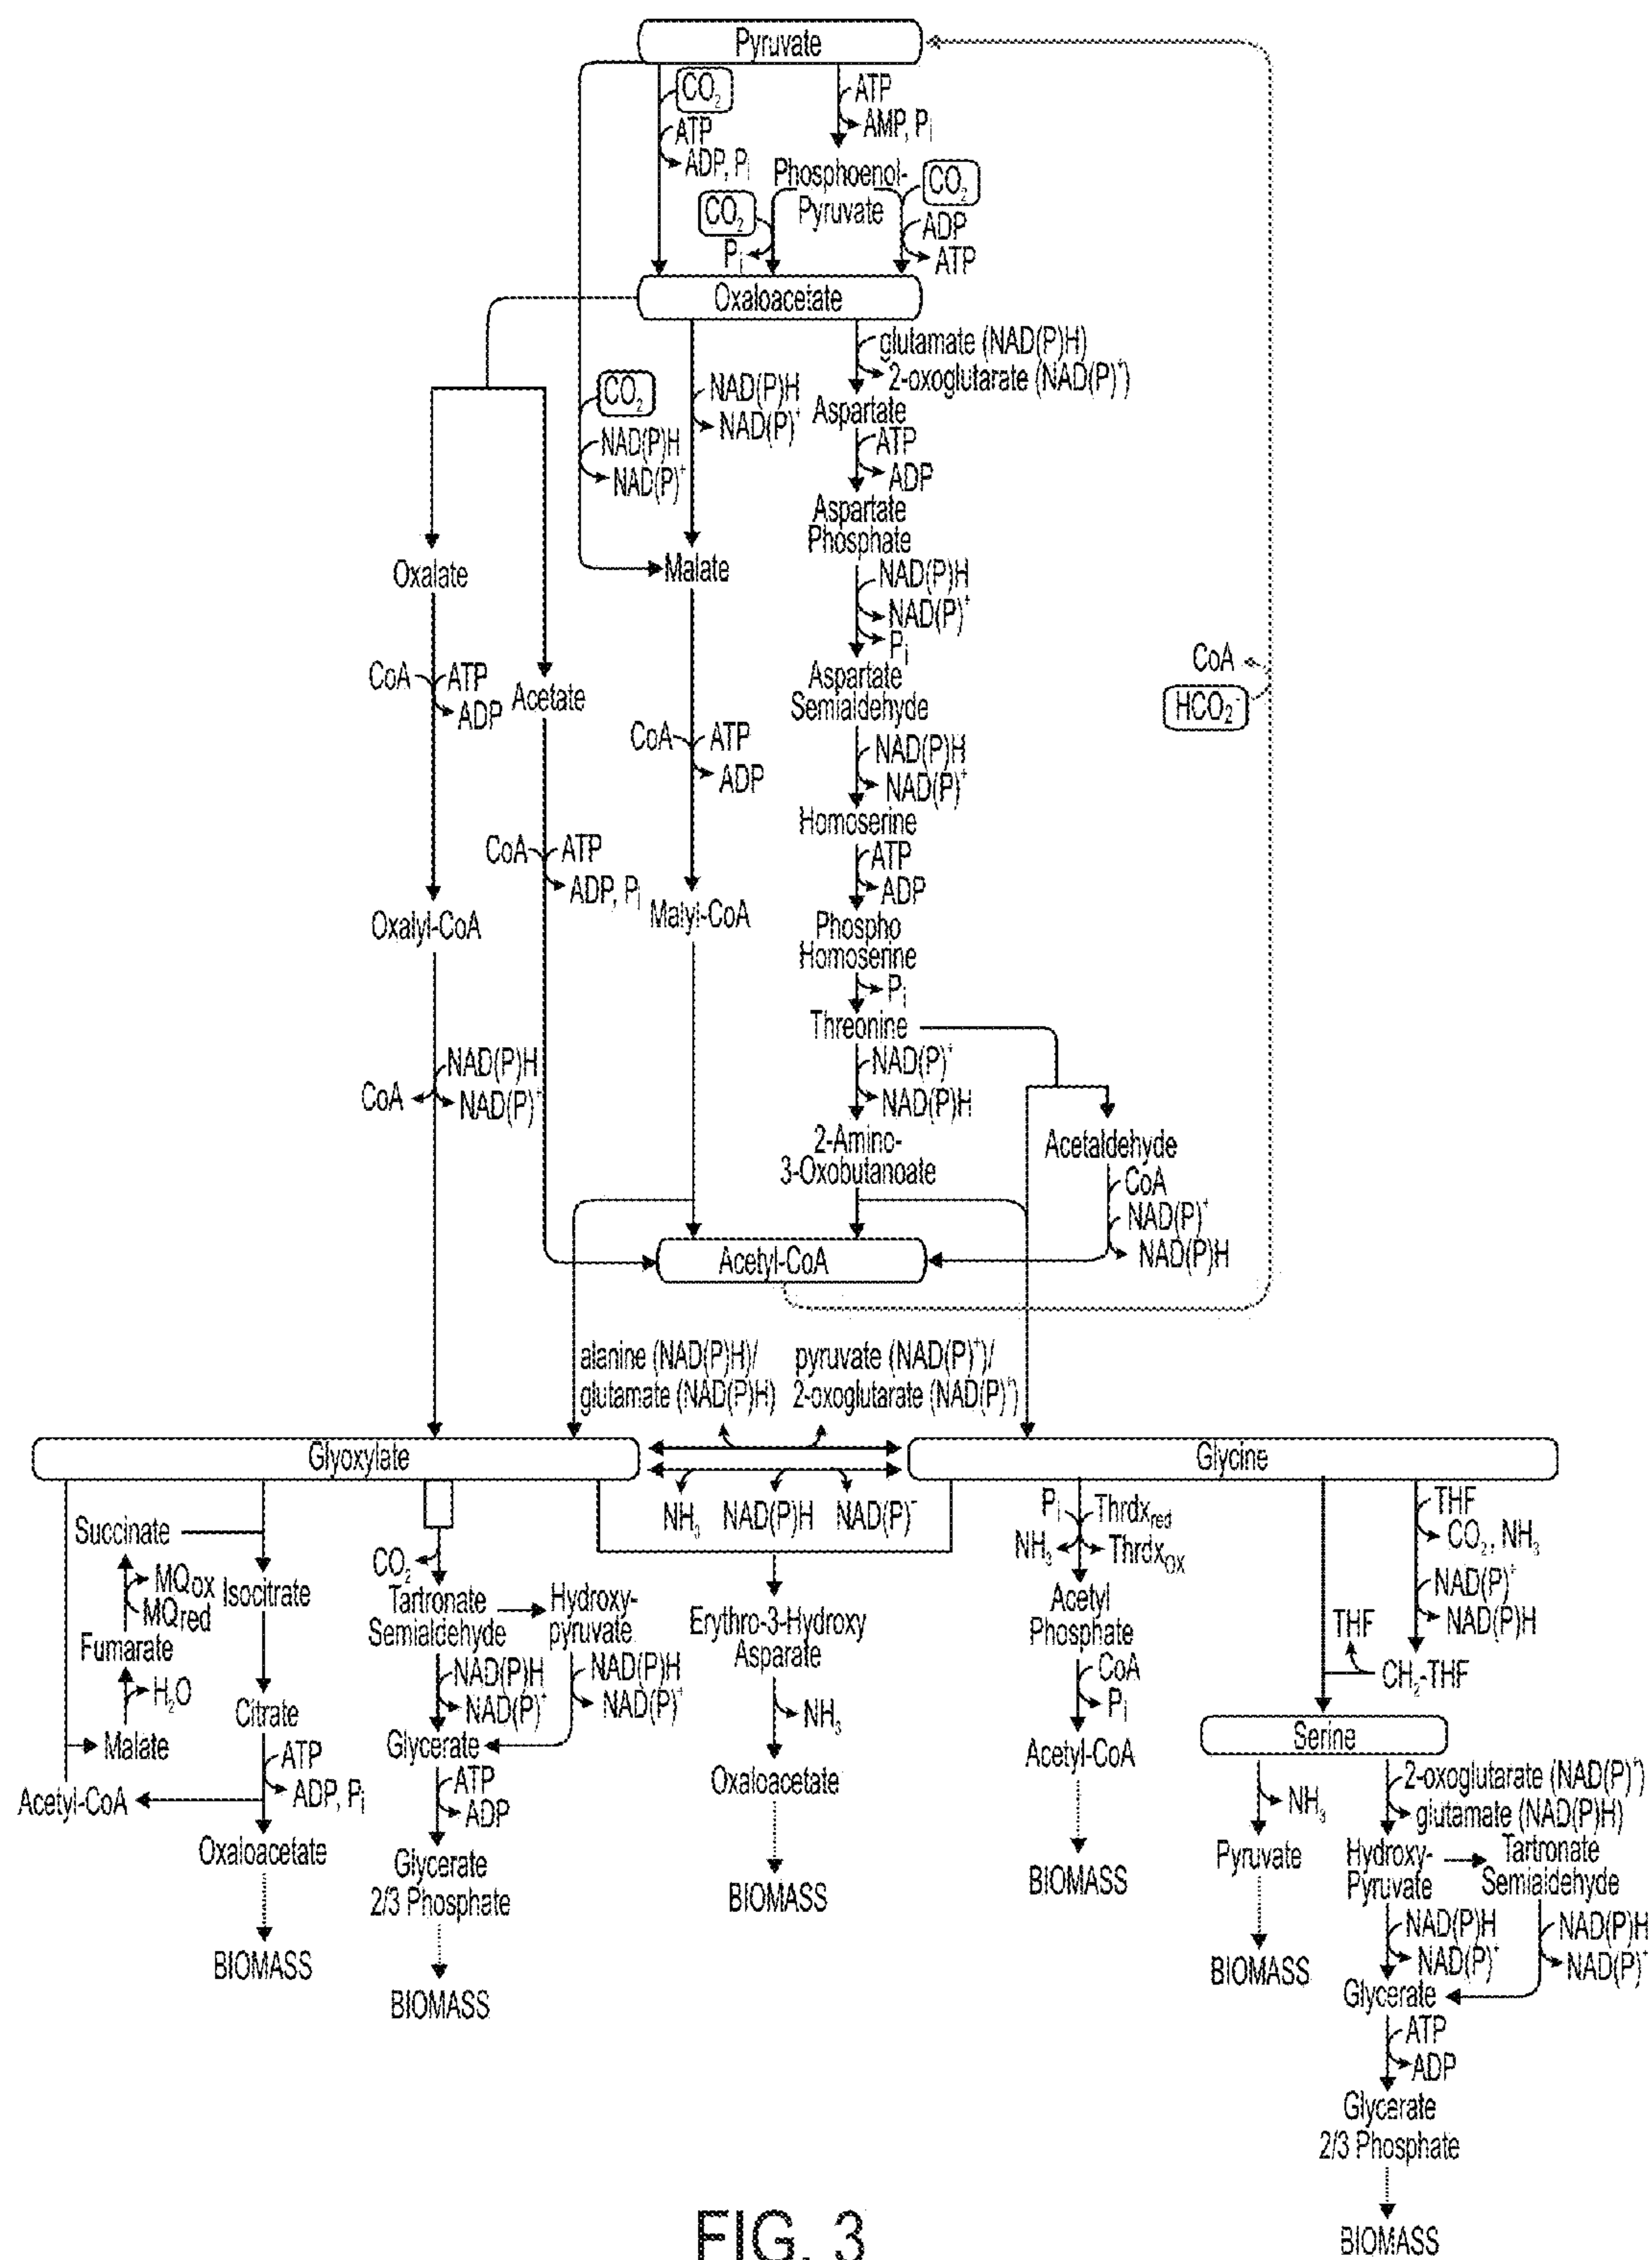 Pyruvate
CO₂
ATP
ADP, Pi
ATP
AMP, Pi
Phosphoenol-
Pyruvate
CO₂
Pi
CO₂
ADP
ATP
Oxaloacetate
glutamate (NAD(P)H)
2-oxoglutarate (NAD(P)⁺)
CO₂
NAD(P)H
NAD(P)⁺
NAD(P)H
NAD(P)⁺
Aspartate
ATP
ADP
Aspartate
Phosphate
Oxalate
Malate
NAD(P)H
NAD(P)⁺
Pi
Aspartate
Semialdehyde
CoA
ATP
ADP
Acetate
CoA
HCO₂⁻
CoA
ATP
ADP
NAD(P)H
NAD(P)⁺
Homoserine
CoA
ATP
ADP, Pi
ATP
ADP
Oxalyl-CoA
Malyl-CoA
Phospho
Homoserine
Pi
Threonine
NAD(P)H
CoA
NAD(P)⁺
NAD(P)⁺
NAD(P)H
2-Amino-
3-Oxobutanoate
Acetaldehyde
CoA
NAD(P)⁺
NAD(P)H
Acetyl-CoA
alanine (NAD(P)H)/
glutamate (NAD(P)H)
pyruvate (NAD(P)⁺)/
2-oxoglutarate (NAD(P)⁺)
Glyoxylate
Glycine
NH₃
NAD(P)H
NAD(P)⁻
Succinate
MQox
MQred
Fumarate
H₂O
Malate
Acetyl-CoA
Isocitrate
Citrate
ATP
ADP, Pi
Oxaloacetate
BIOMASS
CO₂
Tartronate
Semialdehyde
Hydroxy-
pyruvate
NAD(P)H
NAD(P)⁺
NAD(P)H
NAD(P)⁺
Glycerate
ATP
ADP
Glycerate
2/3 Phosphate
BIOMASS
Erythro-3-Hydroxy
Asparate
NH₃
Oxaloacetate
BIOMASS
Pi
Thrdxred
NH₃
ThrdxOX
Acetyl
Phosphate
CoA
Pi
Acetyl-CoA
BIOMASS
THF
CO₂, NH₃
NAD(P)⁺
NAD(P)H
THF
CH₂-THF
Serine
NH₃
Pyruvate
BIOMASS
2-oxoglutarate (NAD(P)⁺)
glutamate (NAD(P)H)
Hydroxy-
Pyruvate
Tartronate
Semialdehyde
NAD(P)H
NAD(P)⁺
NAD(P)H
NAD(P)⁺
Glycerate
ATP
ADP
Glycerate
2/3 Phosphate
BIOMASS
FIG. 3